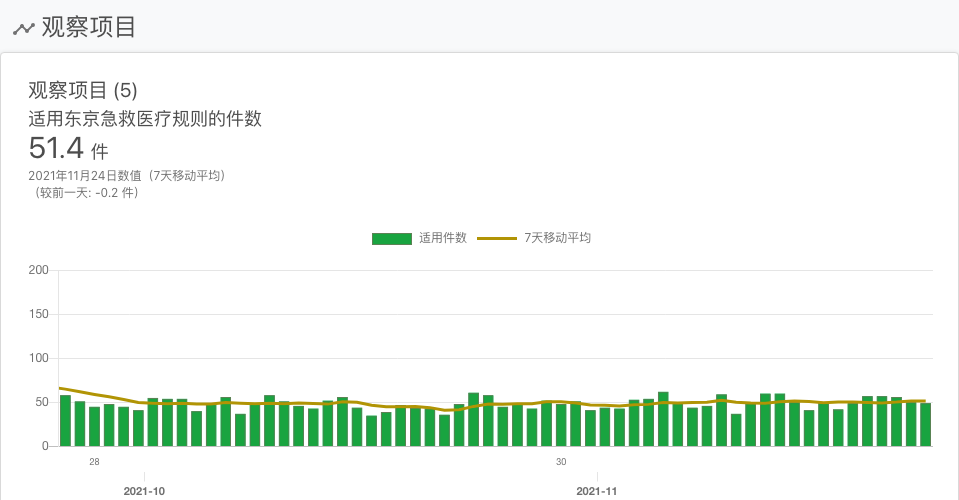 观察项目
观察项目 (5)
适用东京急救医疗规则的件数
51.4 件
2021年11月24日数值（7天移动平均）
（较前一天: -0.2 件）
适用件数 7天移动平均
200
150
100
50
0
28 30
2021-10 2021-11